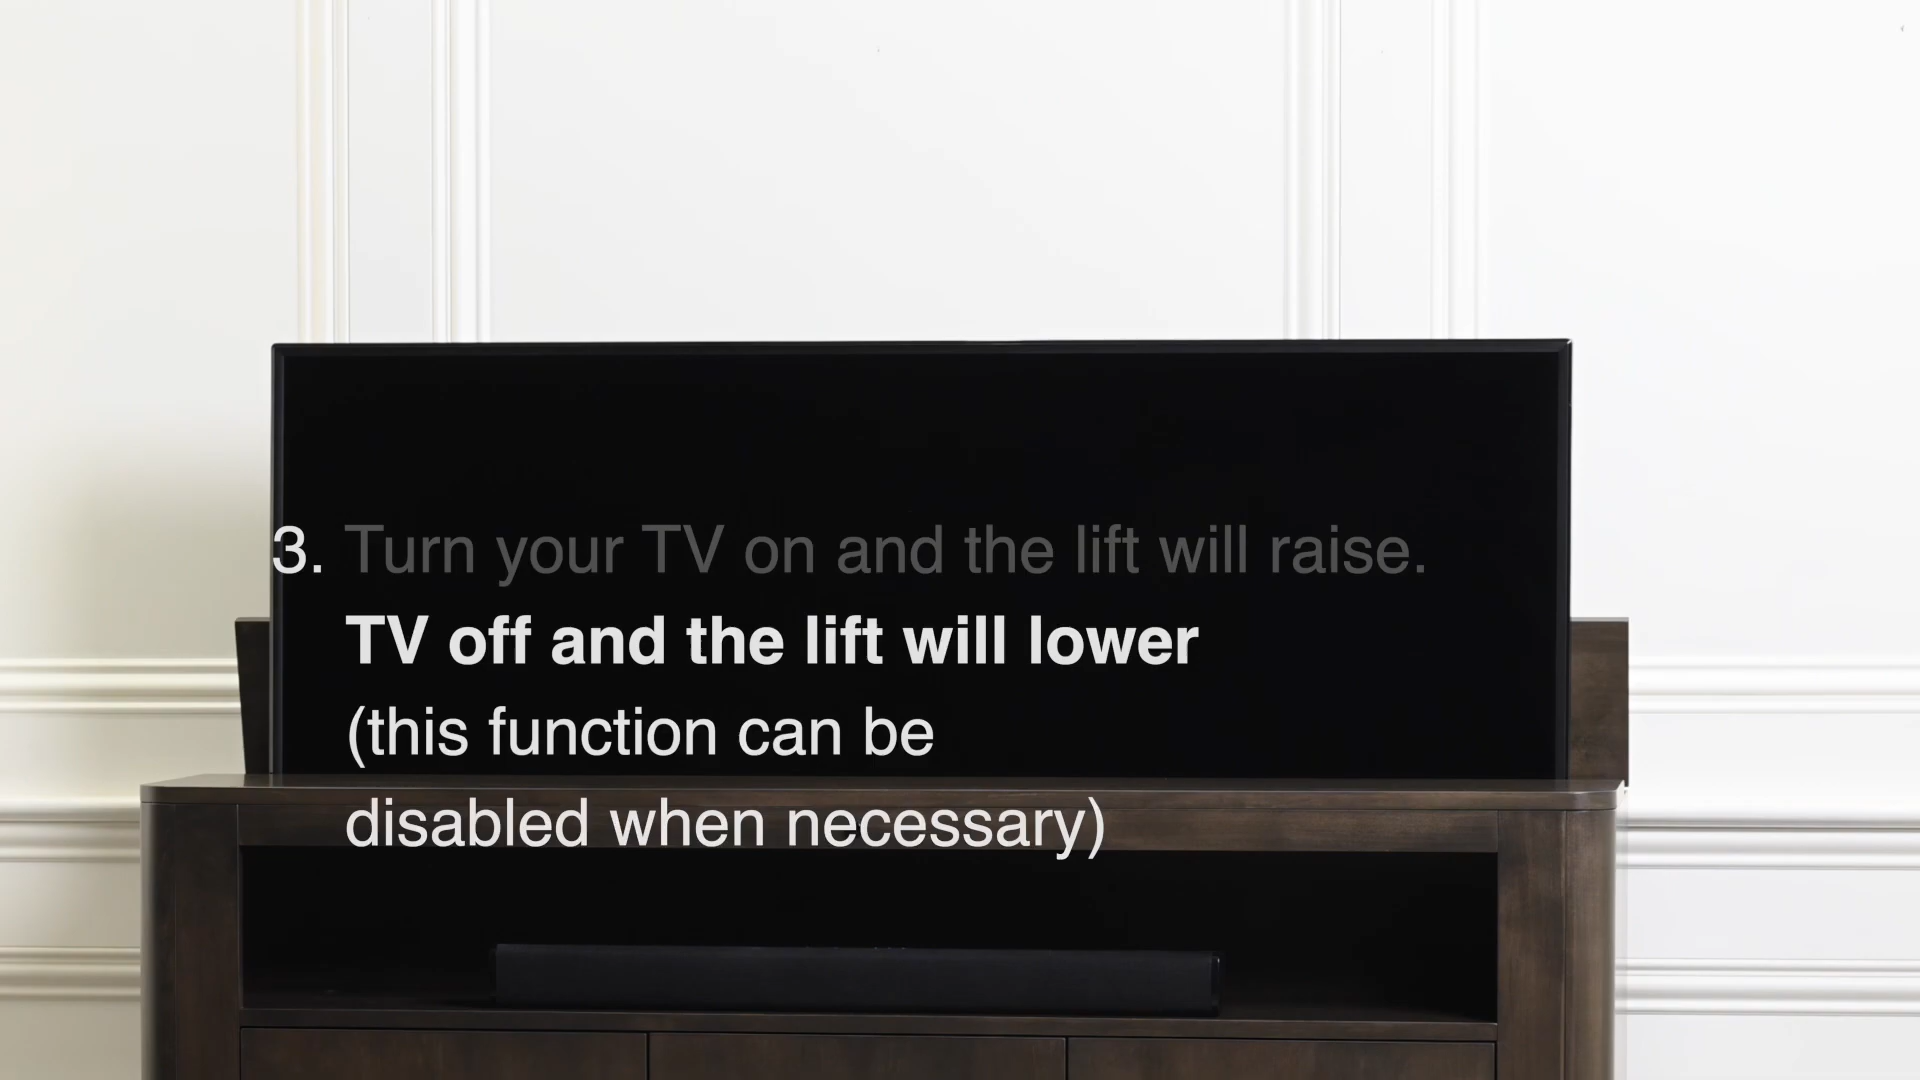 3. Turn your TV on and the lift will raise.
TV off and the lift will lower
(this function can be
disabled when necessary)